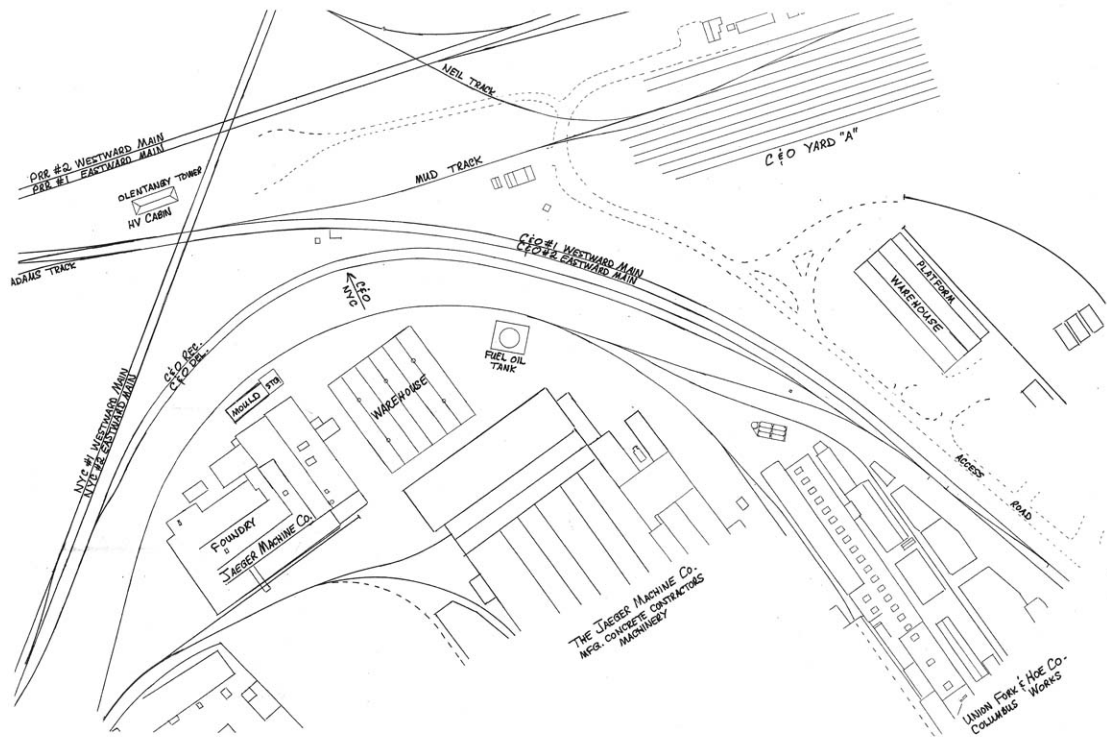 NEIL TRACK
PRR #2 WESTWARD MAIN
PRR #1 EASTWARD MAIN
C&O YARD "A"
MUD TRACK
OLENTANGY TOWER
HV CABIN
ADAMS TRACK
C&O #1 WESTWARD MAIN
C&O #2 EASTWARD MAIN
PLATFORM
WAREHOUSE
C&O
NYC
C&O REC.
C&O DEL.
FUEL OIL
TANK
MOULD STG
WAREHOUSE
NYC #1 WESTWARD MAIN
NYC #2 EASTWARD MAIN
ACCESS ROAD
FOUNDRY
JAEGER MACHINE CO.
THE JAEGER MACHINE CO.
MFG. CONCRETE CONTRACTORS
MACHINERY
UNION FORK & HOE CO.
COLUMBUS WORKS